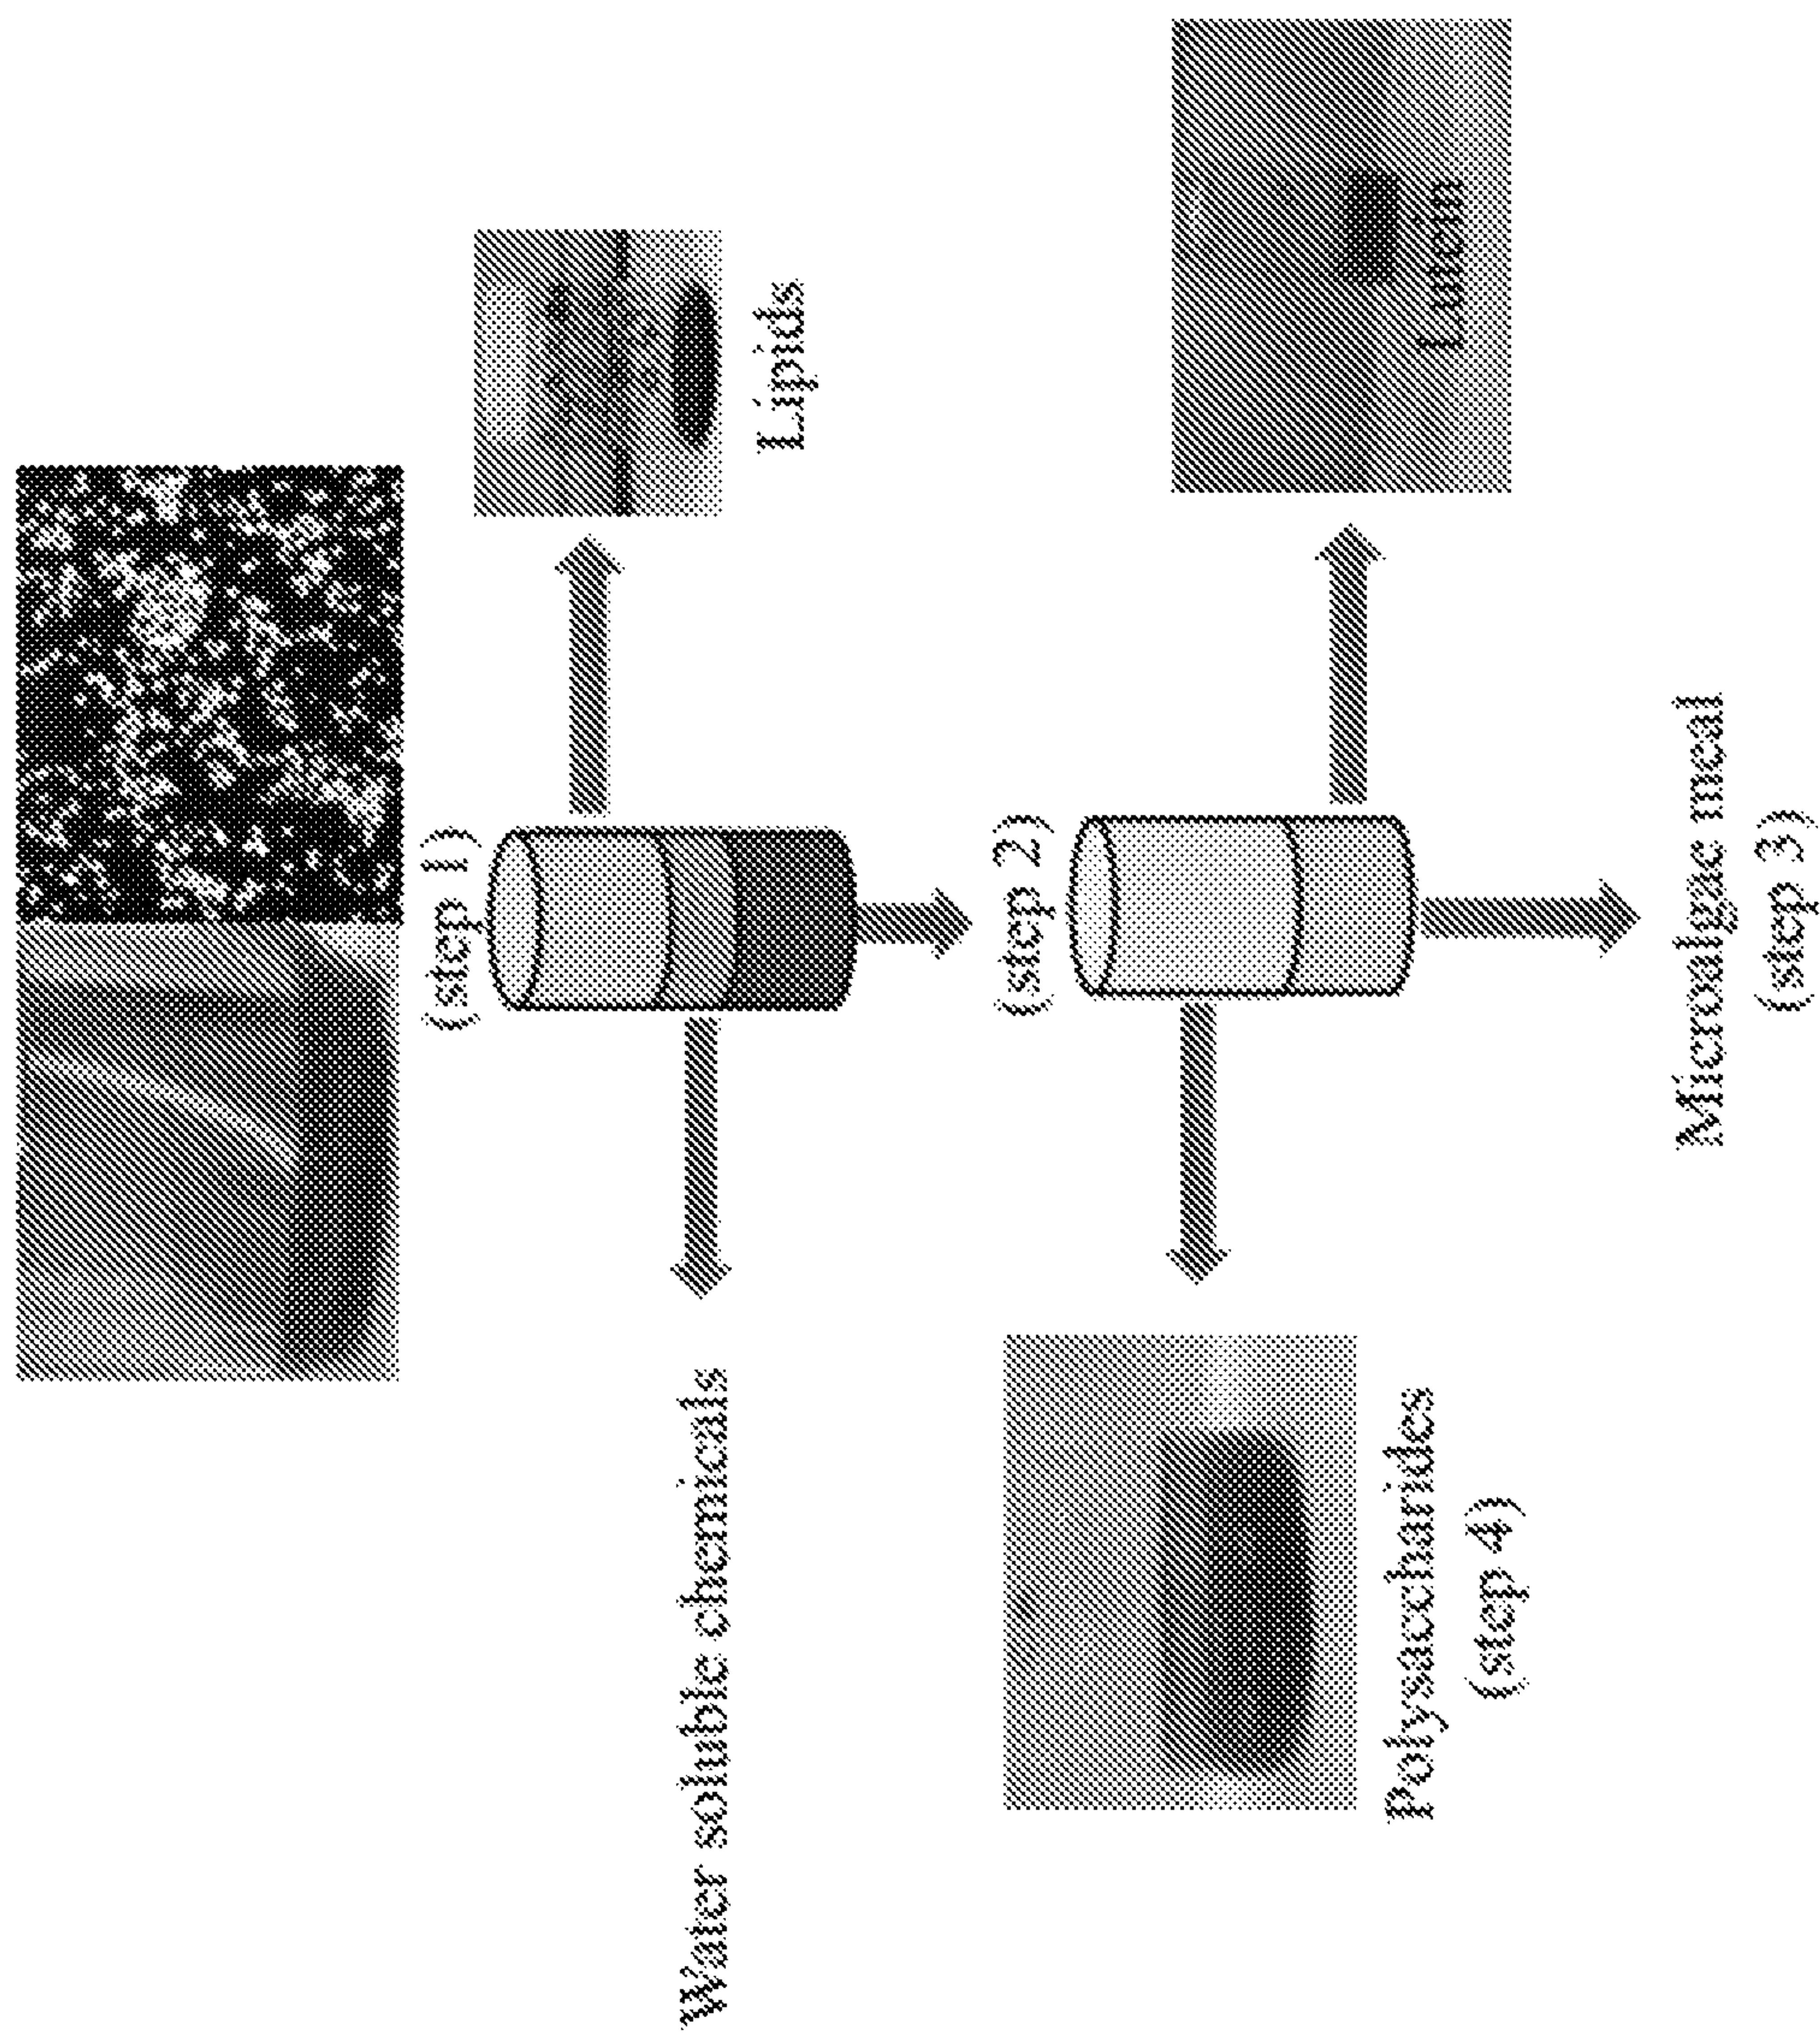 (step 1)
Lipids
Water soluble chemicals
(step 2)
Lutein
Polysaccharides
(step 4)
Microalgae meal
(step 3)